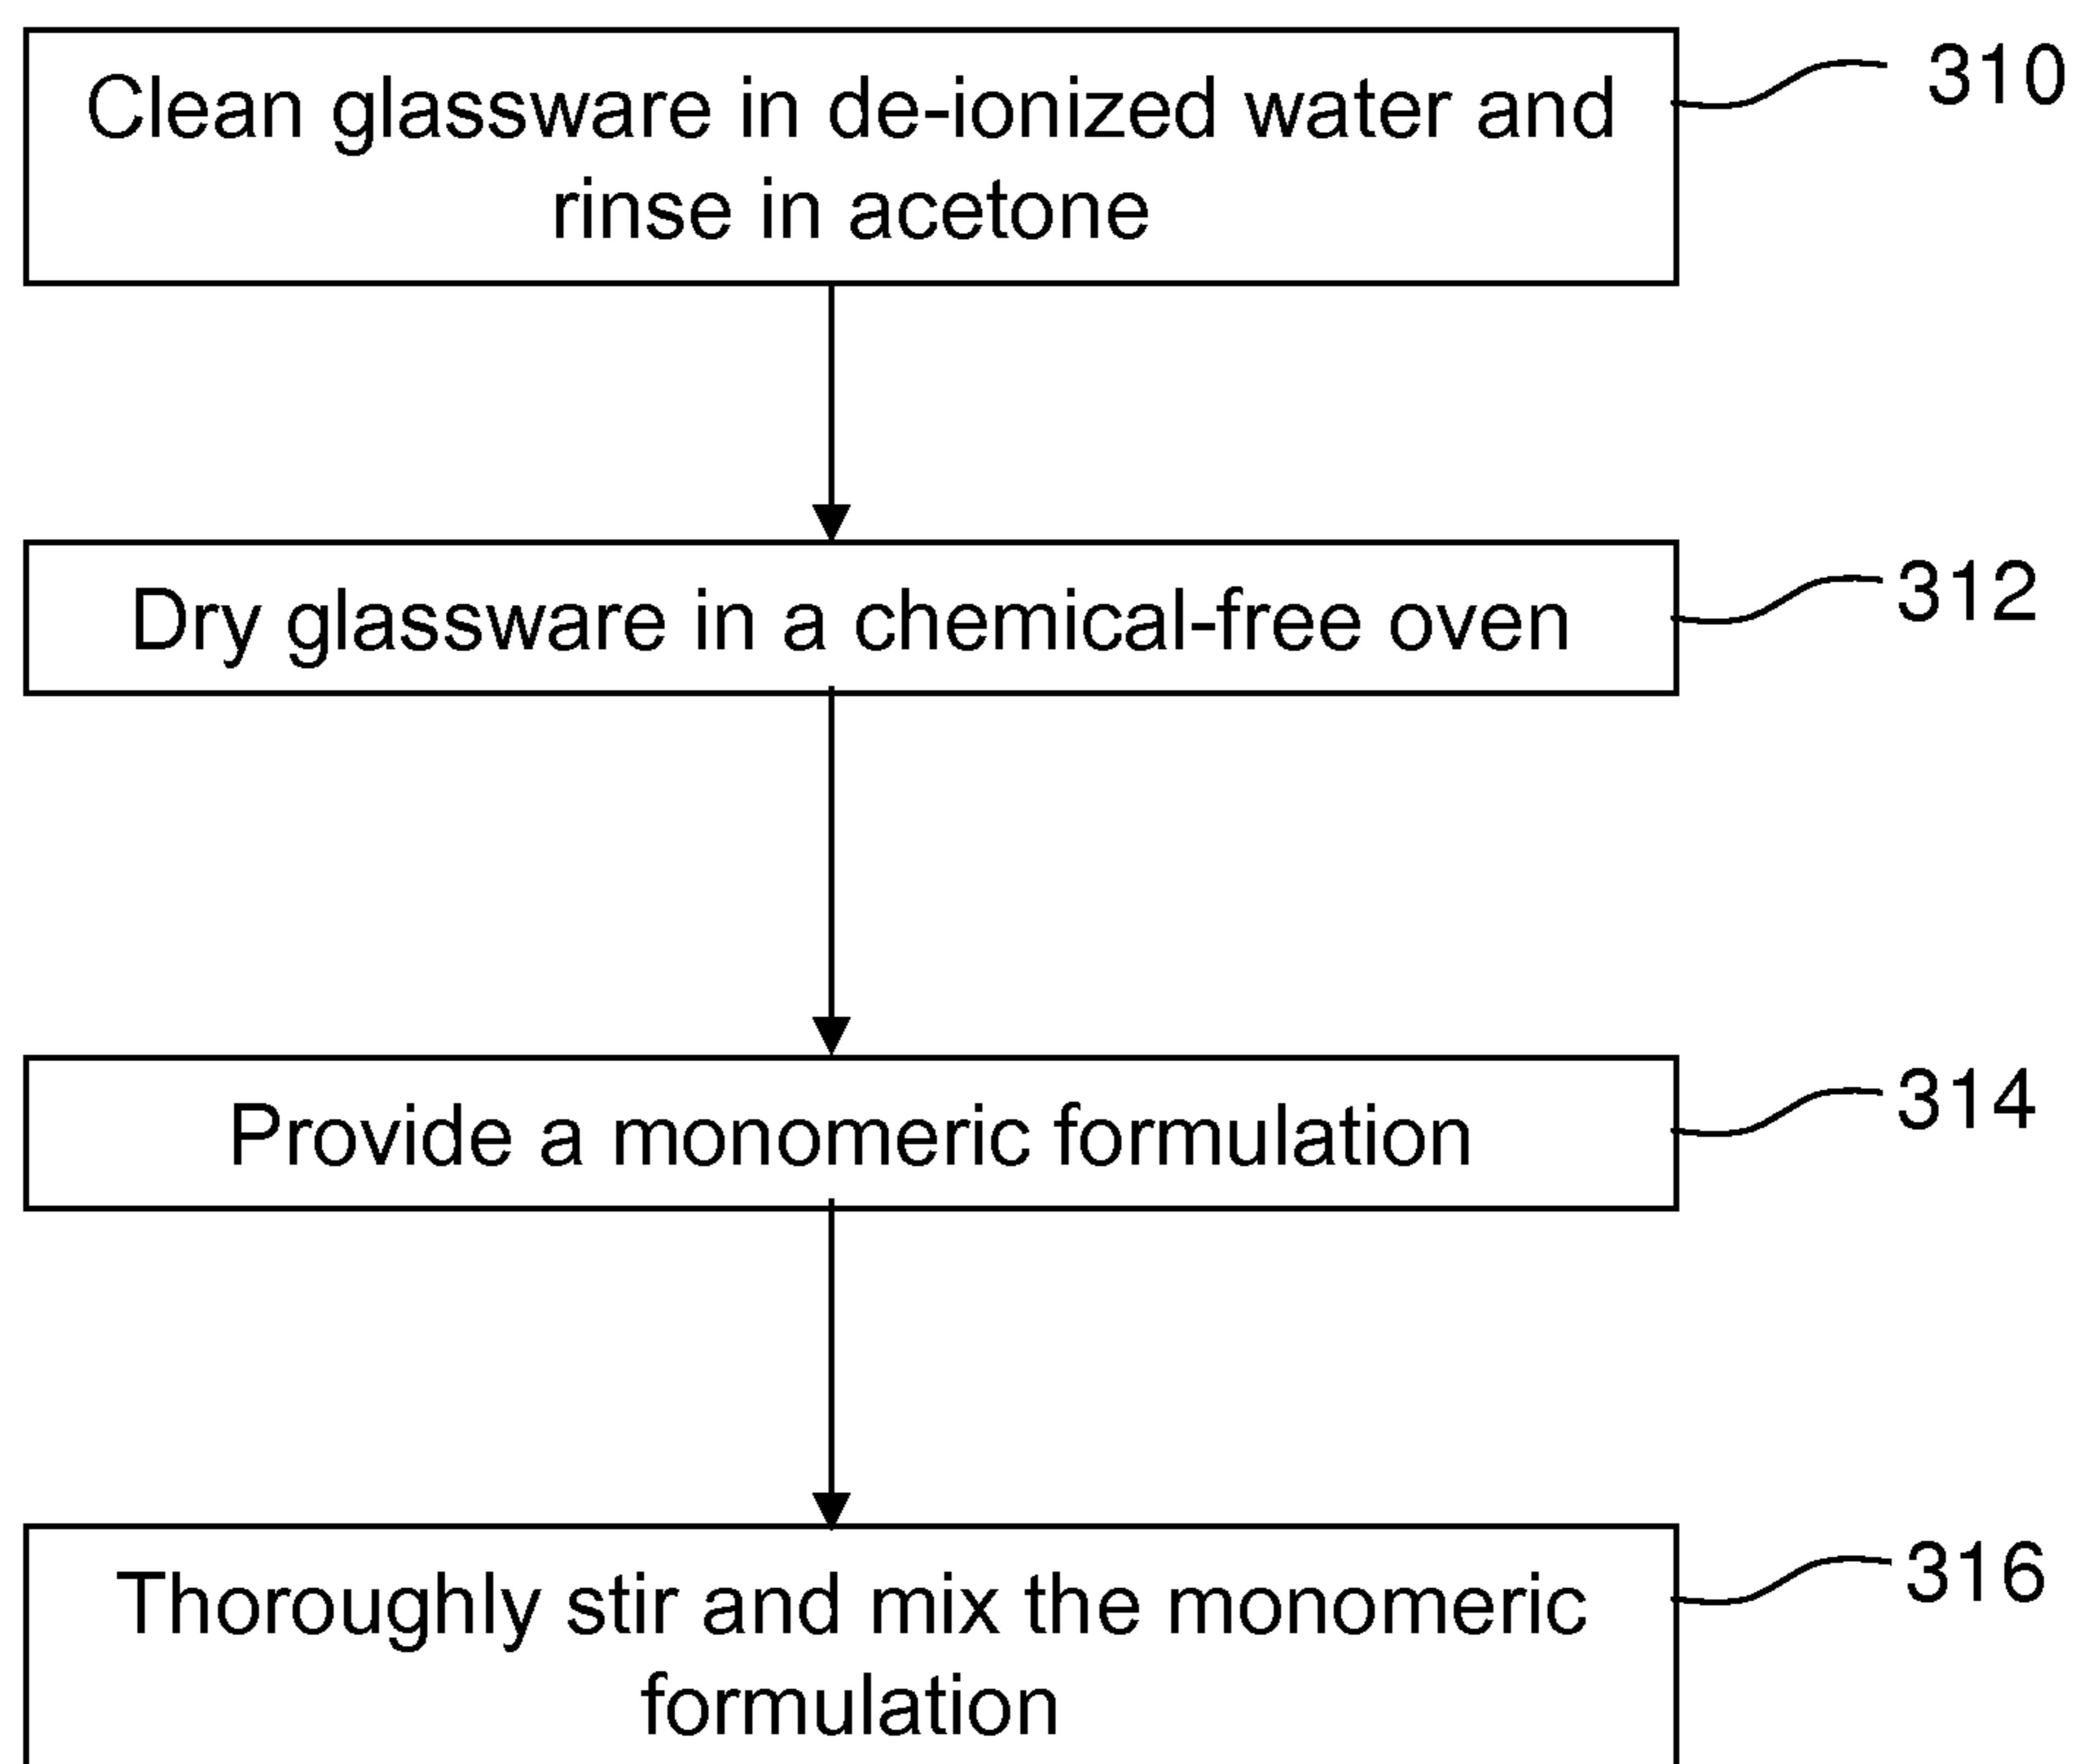 Clean glassware in de-ionized water and
rinse in acetone
310
Dry glassware in a chemical-free oven
312
Provide a monomeric formulation
314
Thoroughly stir and mix the monomeric
formulation
316